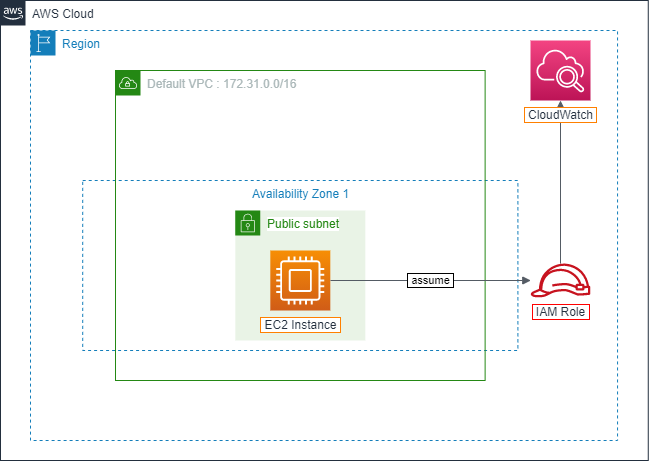 aws
AWS Cloud
Region
Default VPC : 172.31.0.0/16
CloudWatch
Availability Zone 1
Public subnet
assume
EC2 Instance
IAM Role